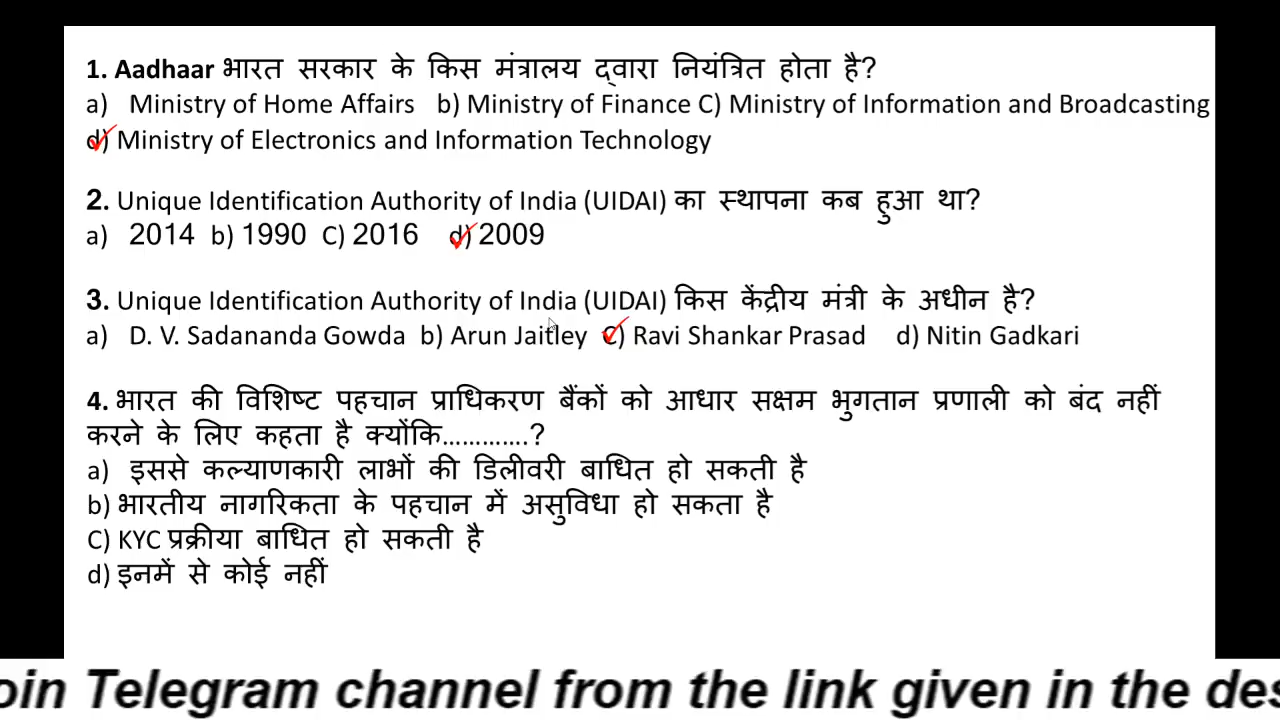 1. Aadhaar भारत सरकार के किस मंत्रालय द्वारा नियंत्रित होता है?
a) Ministry of Home Affairs b) Ministry of Finance C) Ministry of Information and Broadcasting
d) Ministry of Electronics and Information Technology
2. Unique Identification Authority of India (UIDAI) का स्थापना कब हुआ था?
a) 2014 b) 1990 C) 2016 d) 2009
3. Unique Identification Authority of India (UIDAI) किस केंद्रीय मंत्री के अधीन है?
a) D. V. Sadananda Gowda b) Arun Jaitley C) Ravi Shankar Prasad d) Nitin Gadkari
4. भारत की विशिष्ट पहचान प्राधिकरण बैंकों को आधार सक्षम भुगतान प्रणाली को बंद नहीं
करने के लिए कहता है क्योंकि………….?
a) इससे कल्याणकारी लाभों की डिलीवरी बाधित हो सकती है
b) भारतीय नागरिकता के पहचान में असुविधा हो सकता है
C) KYC प्रक्रीया बाधित हो सकती है
d) इनमें से कोई नहीं
oin Telegram channel from the link given in the des